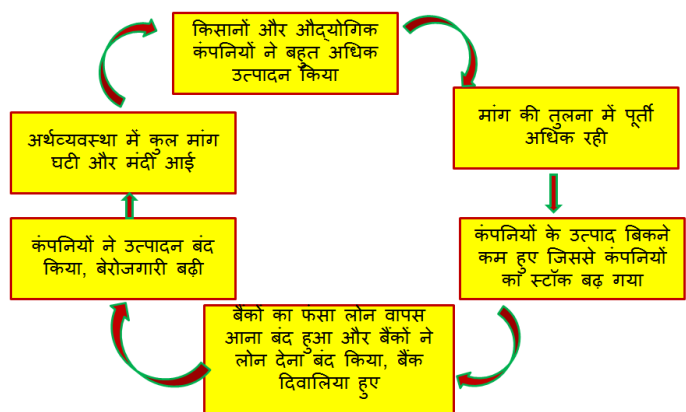 किसानों और औद्योगिक
कंपनियों ने बहुत अधिक
उत्पादन किया
मांग की तुलना में पूर्ती
अधिक रही
कंपनियों के उत्पाद बिकने
कम हुए जिससे कंपनियों
का स्टॉक बढ़ गया
बैंकों का फंसा लोन वापस
आना बंद हुआ और बैंकों ने
लोन देना बंद किया, बैंक
दिवालिया हुए
कंपनियों ने उत्पादन बंद
किया, बेरोजगारी बढ़ी
अर्थव्यवस्था में कुल मांग
घटी और मंदी आई